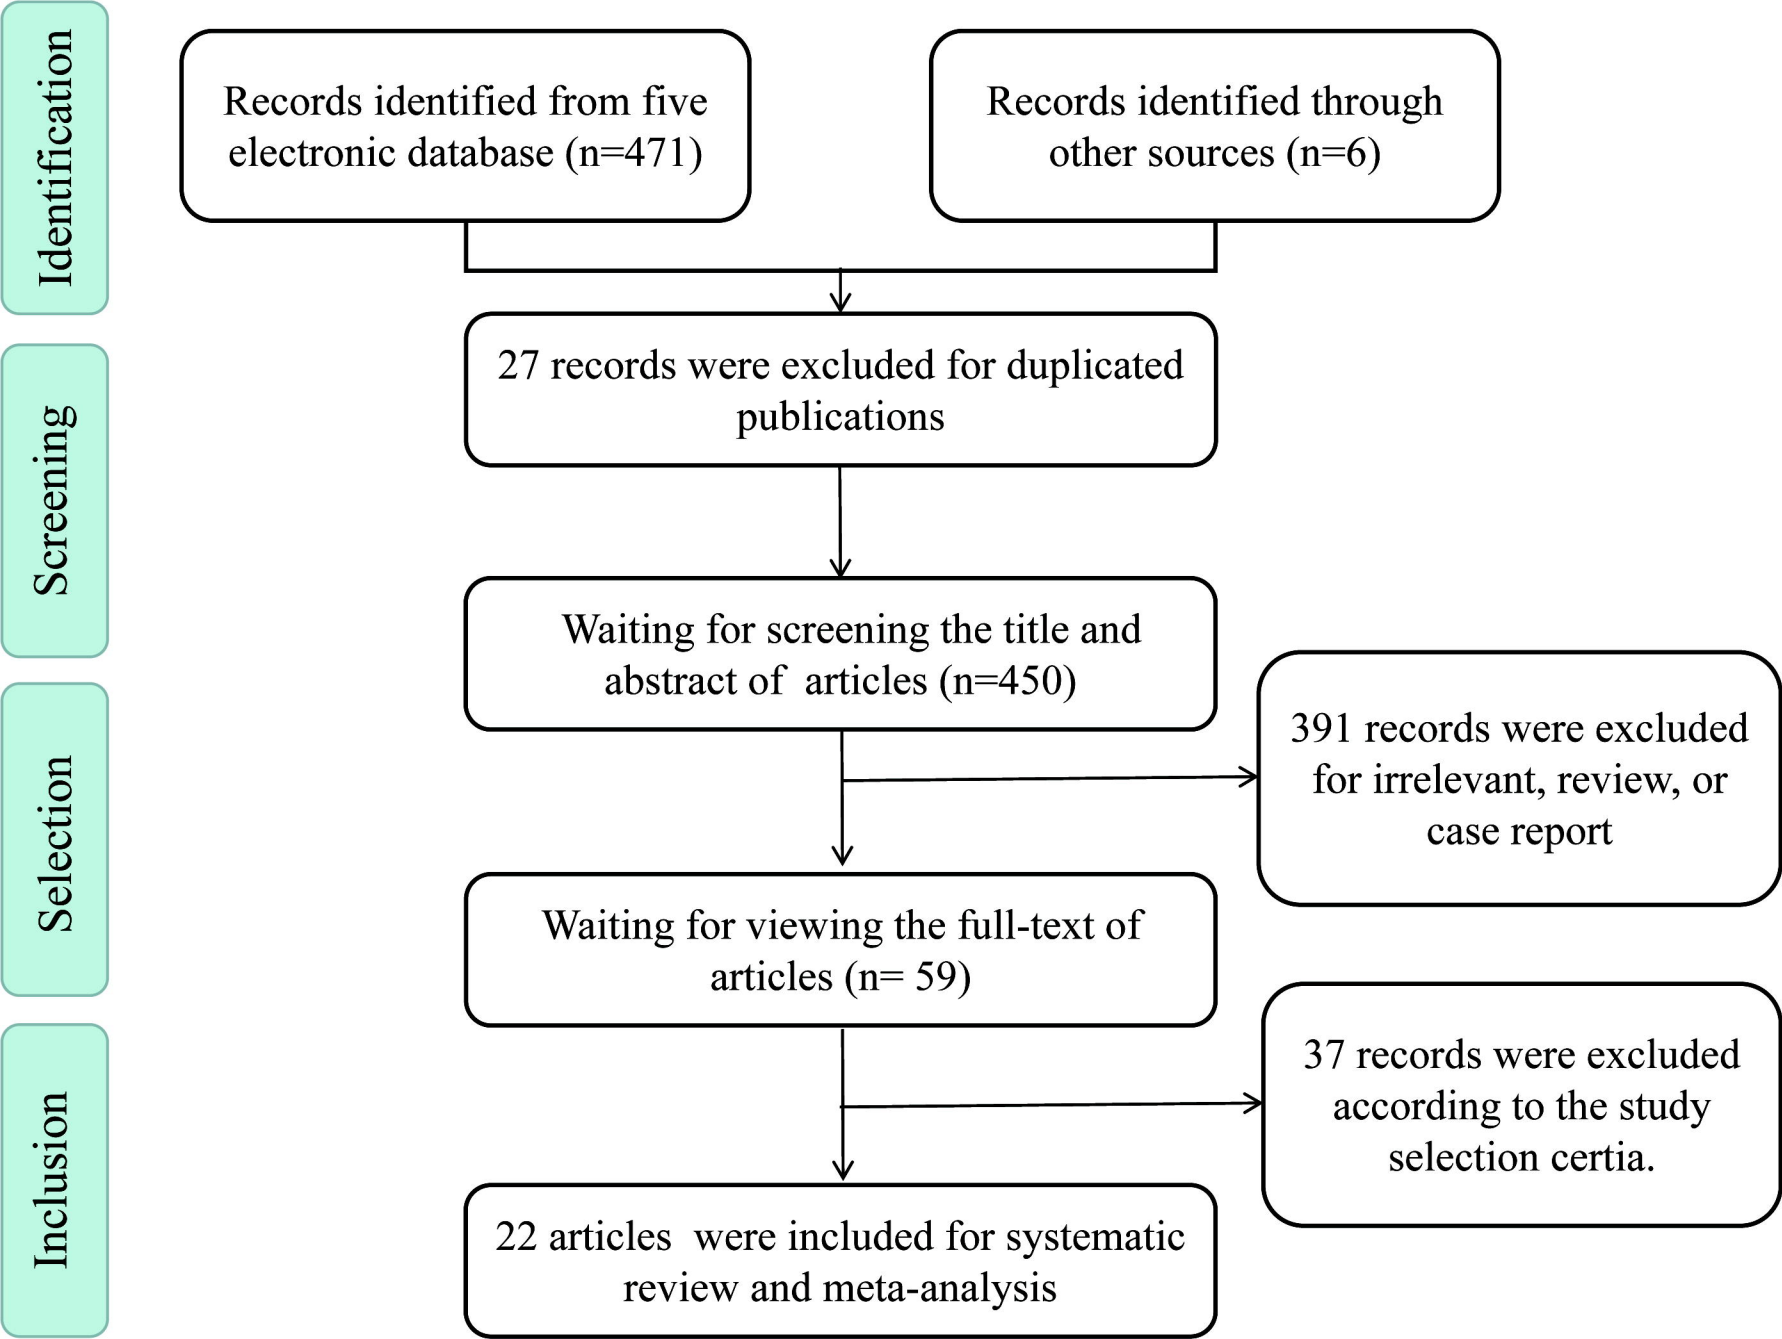 Identification
Records identified from five
electronic database (n=471)
Records identified through
other sources (n=6)
Screening
27 records were excluded for duplicated
publications
Waiting for screening the title and
abstract of  articles (n=450)
Selection
391 records were excluded
for irrelevant, review, or
case report
Waiting for viewing the full-text of
articles (n= 59)
Inclusion
37 records were excluded
according to the study
selection certia.
22 articles  were included for systematic
review and meta-analysis